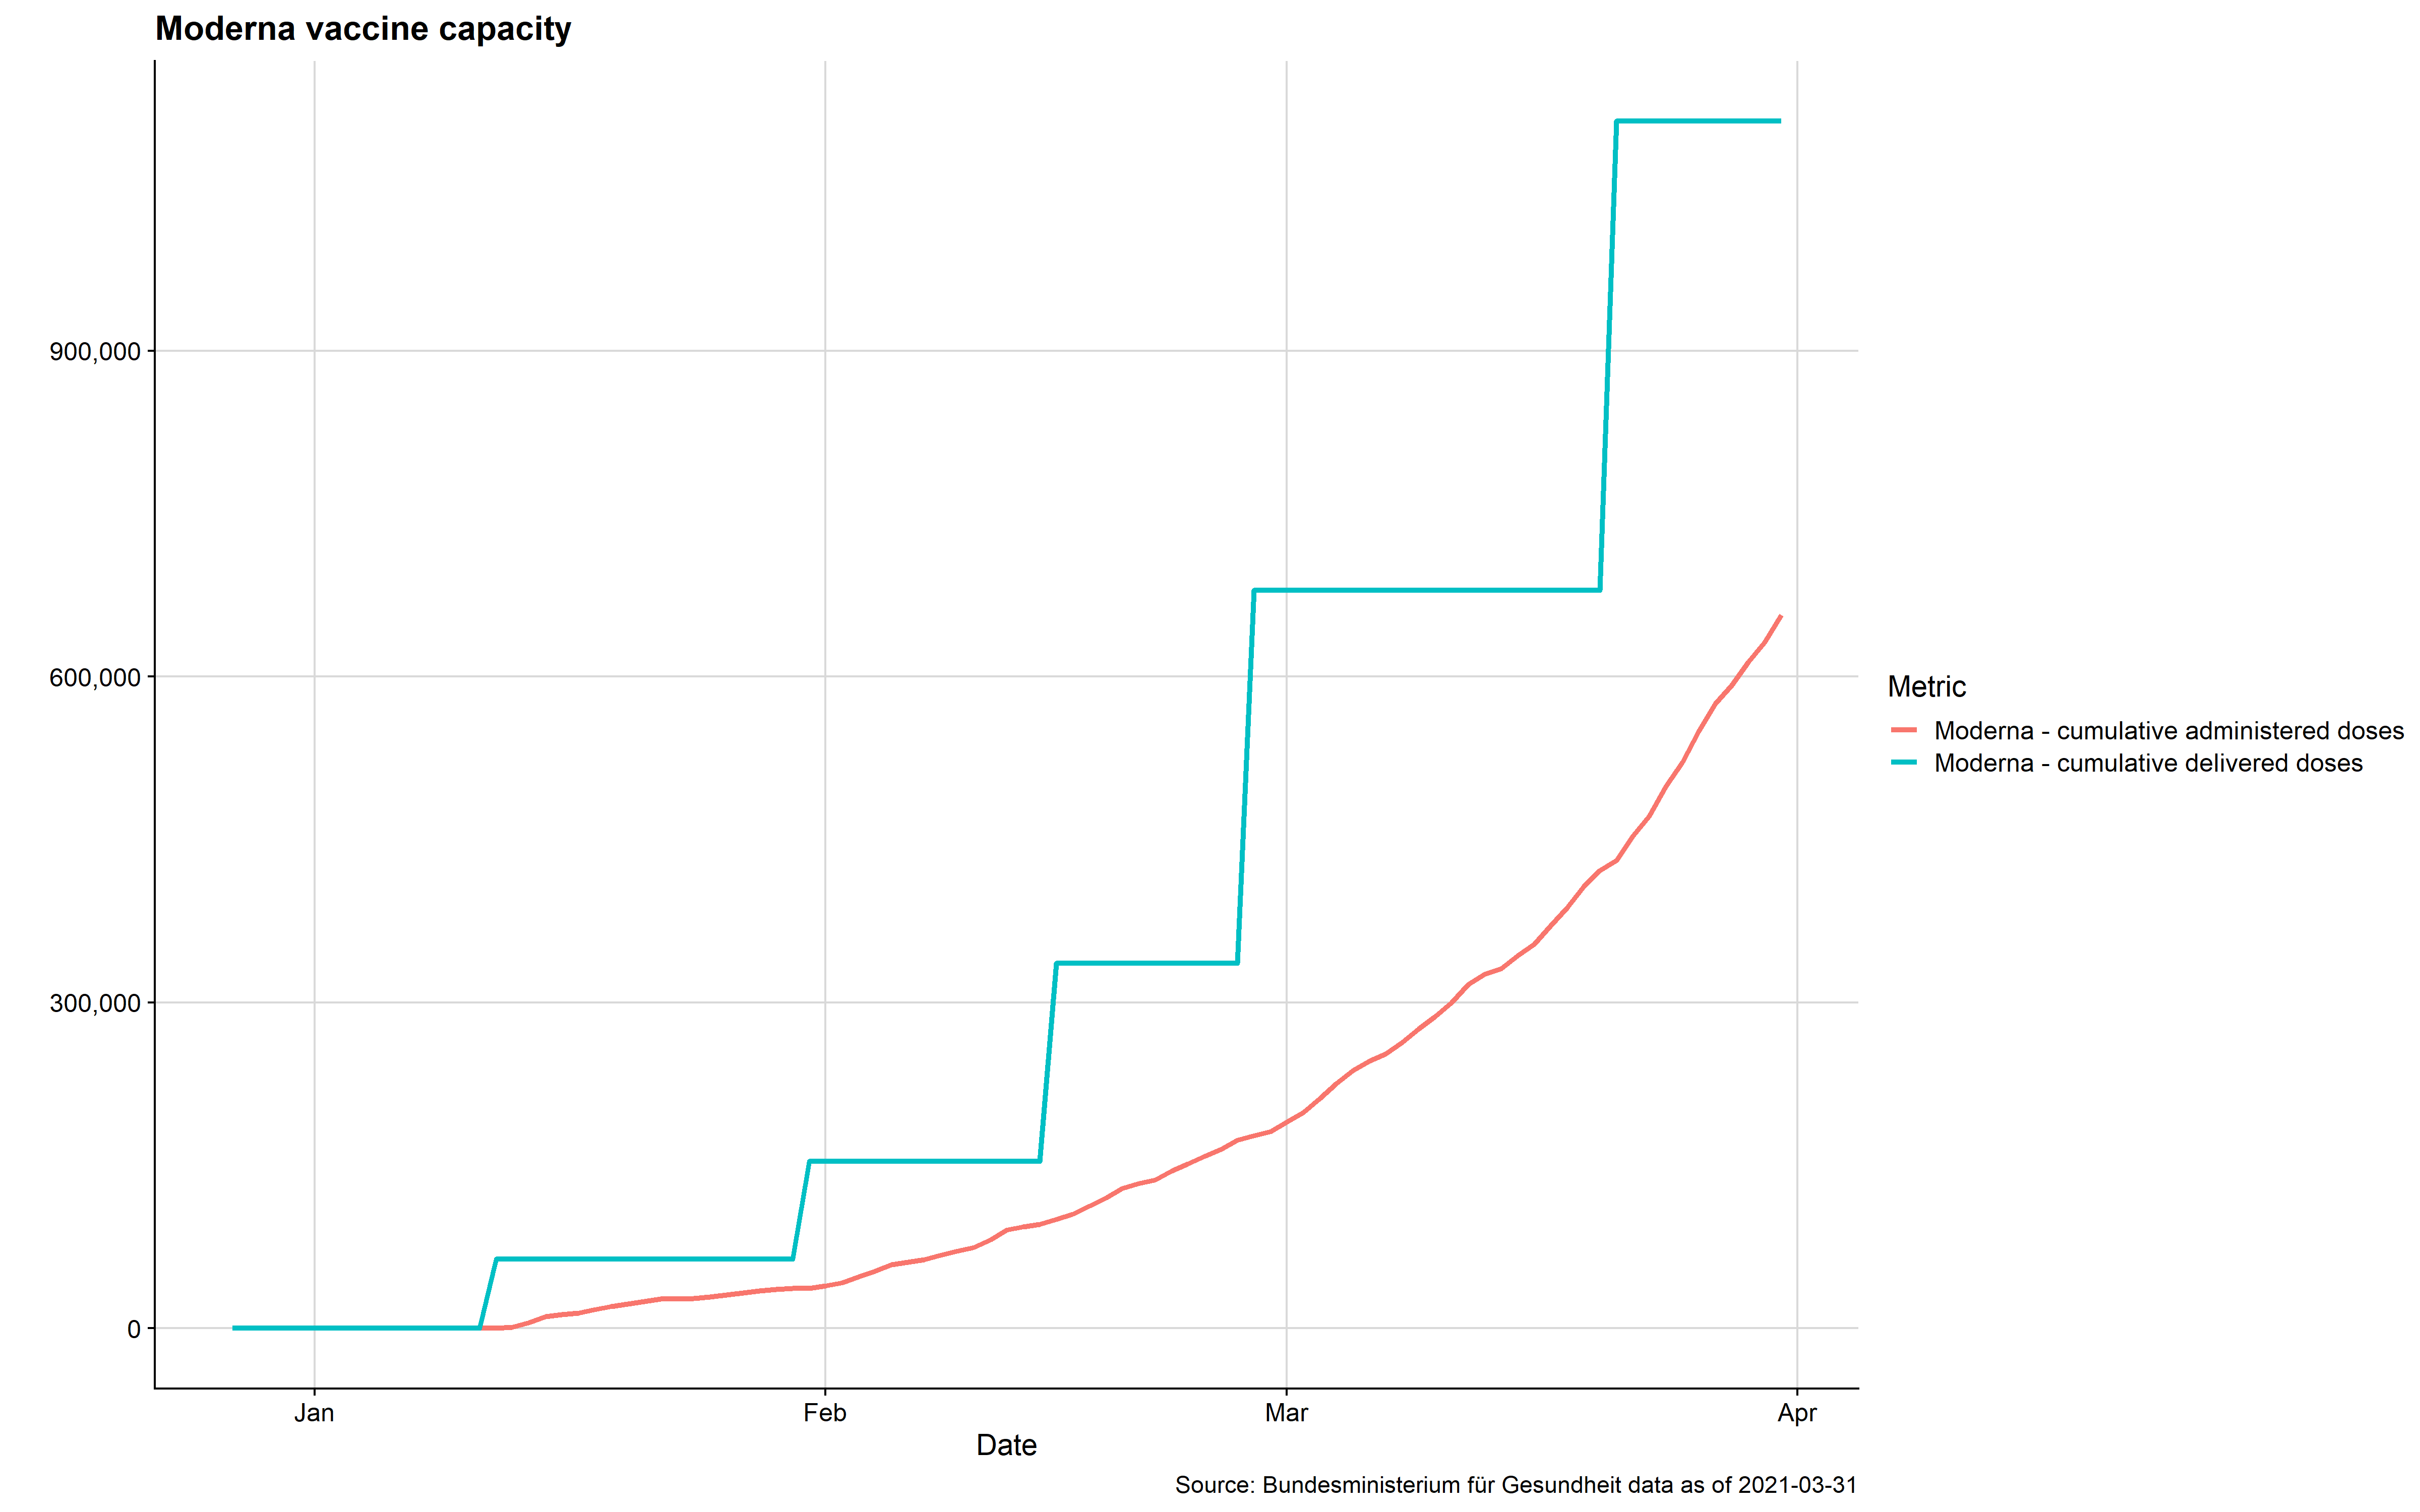 Moderna vaccine capacity
900,000
600,000
300,000
0
Jan Feb Mar Apr
Date
Metric
Moderna - cumulative administered doses
Moderna - cumulative delivered doses
Source: Bundesministerium für Gesundheit data as of 2021-03-31